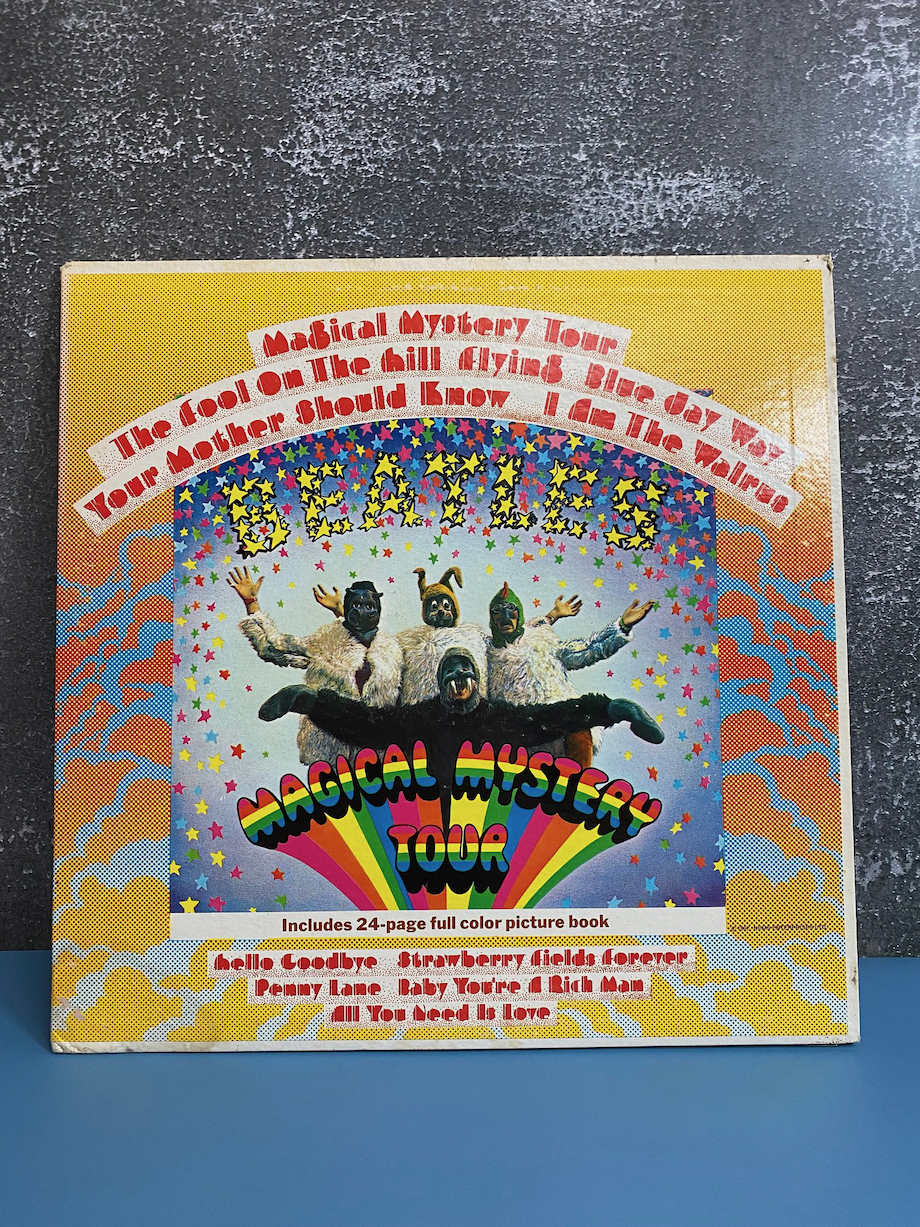 Magical Mystery Tour
The Fool On The Hill Flying Blue Jay Way
Your Mother Should Know I Am The Walrus
BEATLES
MAGICAL MYSTERY
TOUR
Includes 24-page full color picture book
Hello Goodbye Strawberry Fields Forever
Penny Lane Baby You're A Rich Man
All You Need Is Love